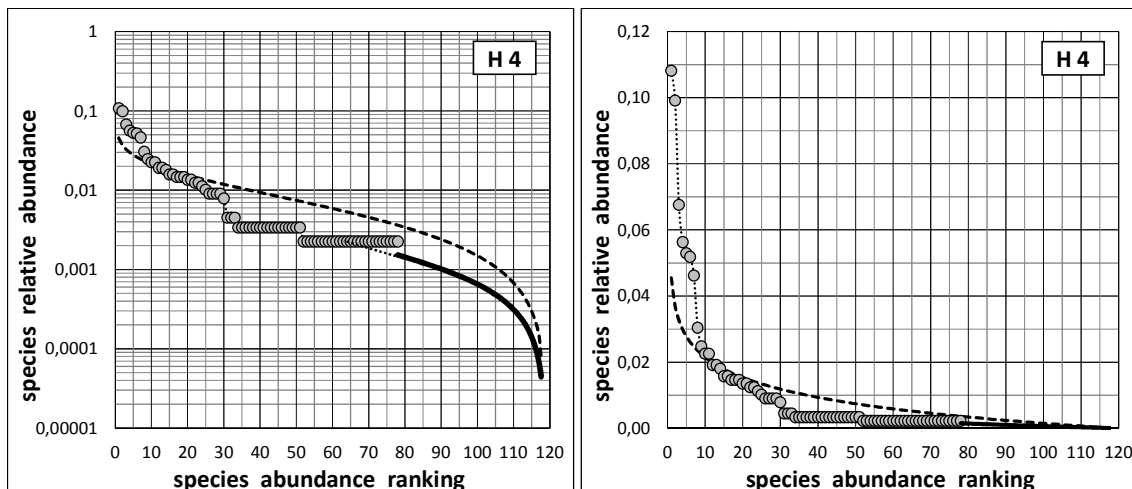 H 4
species relative abundance
1
0,1
0,01
0,001
0,0001
0,00001
0 10 20 30 40 50 60 70 80 90 100 110 120
species abundance ranking
H 4
species relative abundance
0,12
0,10
0,08
0,06
0,04
0,02
0,00
0 10 20 30 40 50 60 70 80 90 100 110 120
species abundance ranking